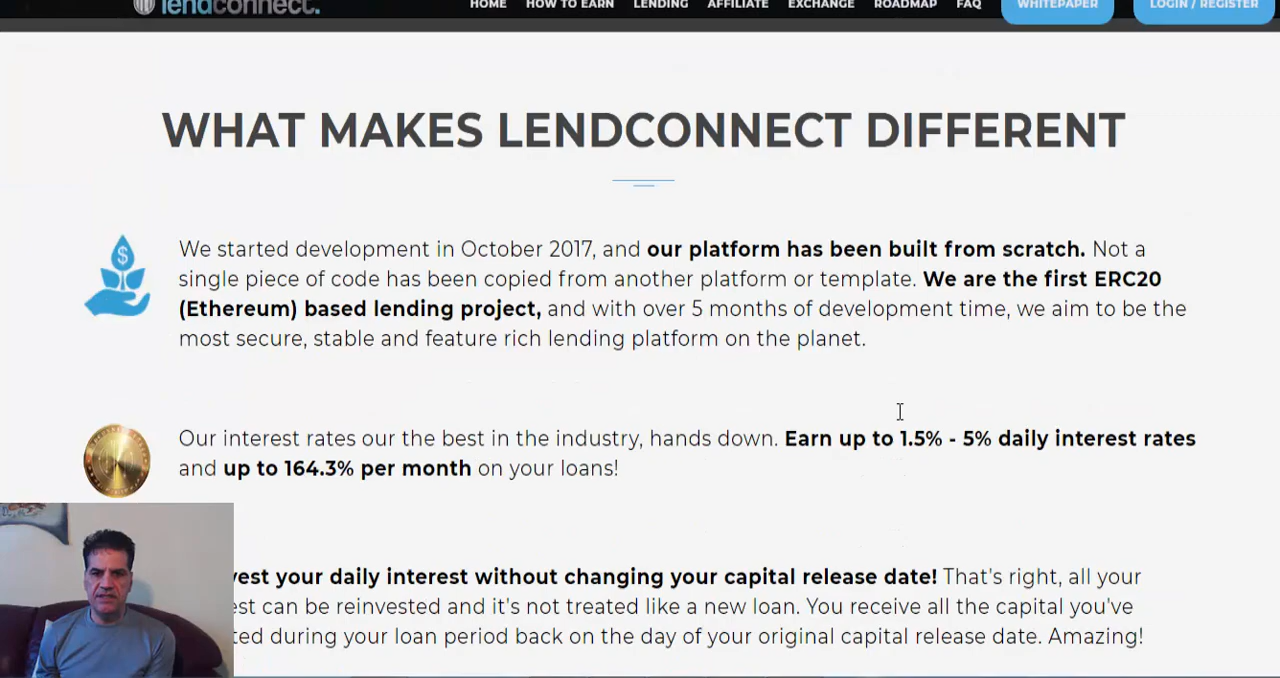 lendconnect.
HOME HOW TO EARN LENDING AFFILIATE EXCHANGE ROADMAP FAQ WHITEPAPER LOGIN / REGISTER
WHAT MAKES LENDCONNECT DIFFERENT
We started development in October 2017, and our platform has been built from scratch. Not a
single piece of code has been copied from another platform or template. We are the first ERC20
(Ethereum) based lending project, and with over 5 months of development time, we aim to be the
most secure, stable and feature rich lending platform on the planet.
Our interest rates our the best in the industry, hands down. Earn up to 1.5% - 5% daily interest rates
and up to 164.3% per month on your loans!
your daily interest without changing your capital release date! That's right, all your
can be reinvested and it's not treated like a new loan. You receive all the capital you've
during your loan period back on the day of your original capital release date. Amazing!